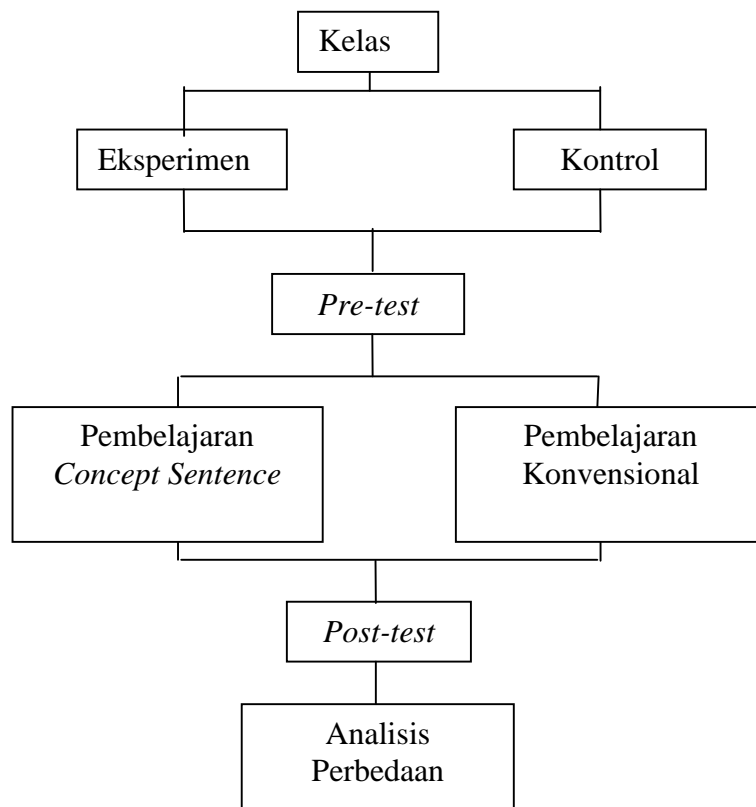 Kelas
Eksperimen
Kontrol
Pre-test
Pembelajaran
Concept Sentence
Pembelajaran
Konvensional
Post-test
Analisis
Perbedaan